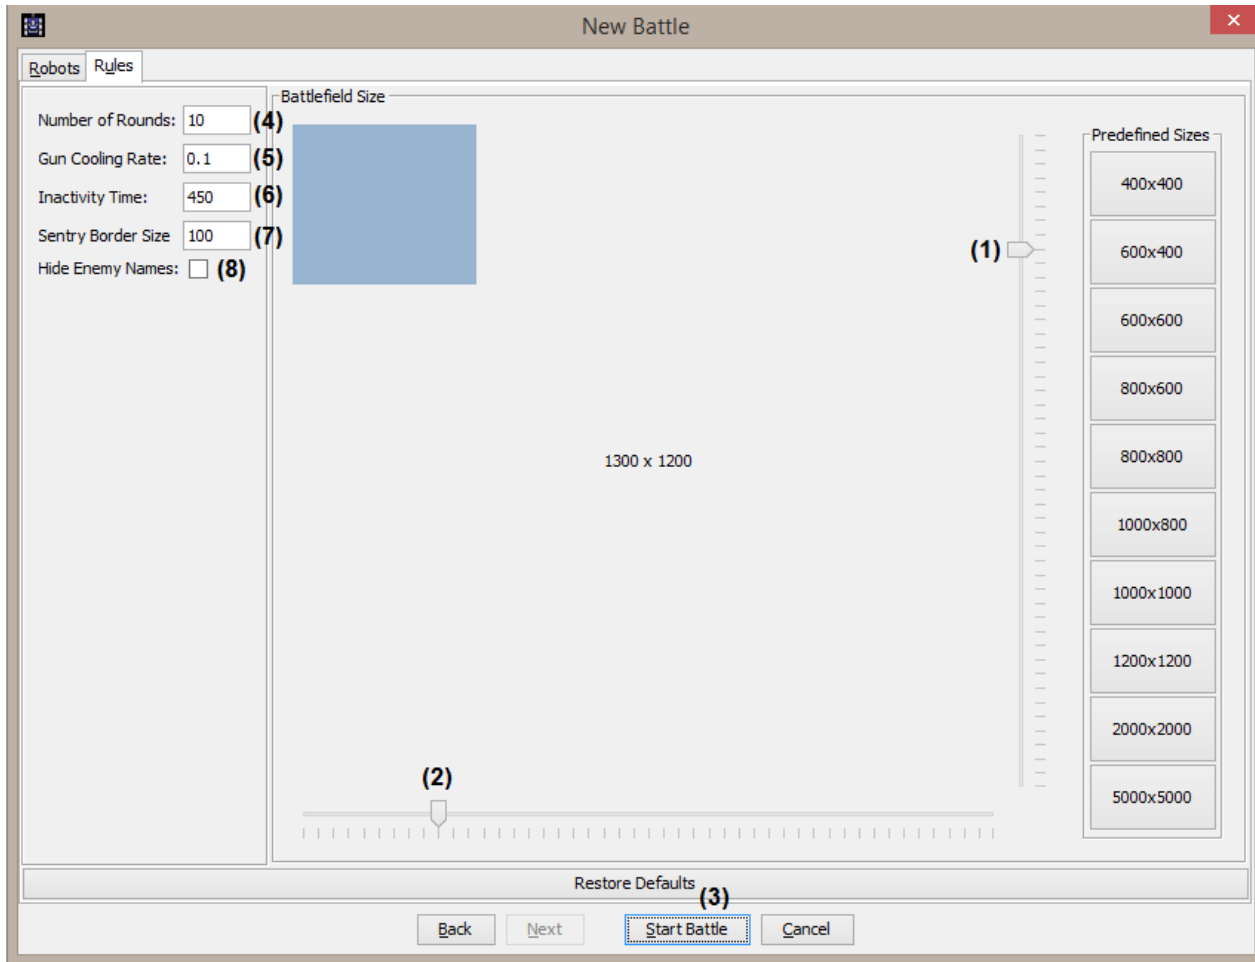 New Battle
Robots Rules
Number of Rounds: 10 (4)
Gun Cooling Rate: 0.1 (5)
Inactivity Time: 450 (6)
Sentry Border Size 100 (7)
Hide Enemy Names: (8)
Battlefield Size
(1)
1300 x 1200
(2)
Predefined Sizes
400x400
600x400
600x600
800x600
800x800
1000x800
1000x1000
1200x1200
2000x2000
5000x5000
Restore Defaults
(3)
Back Next Start Battle Cancel